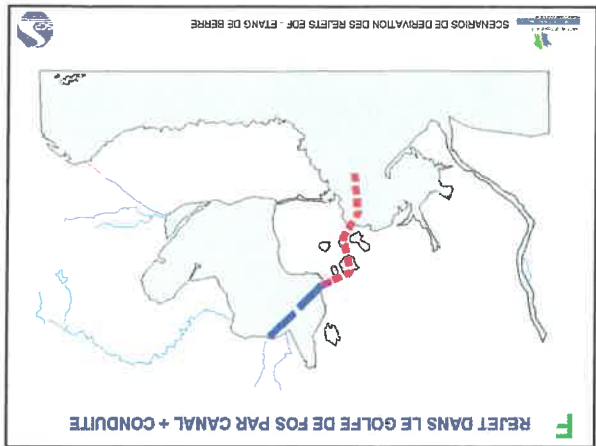 F
REJET DANS LE GOLFE DE FOS PAR CANAL + CONDUITE
SCENARIOS DE DERIVATION DES REJETS EDF - ETANG DE BERRE